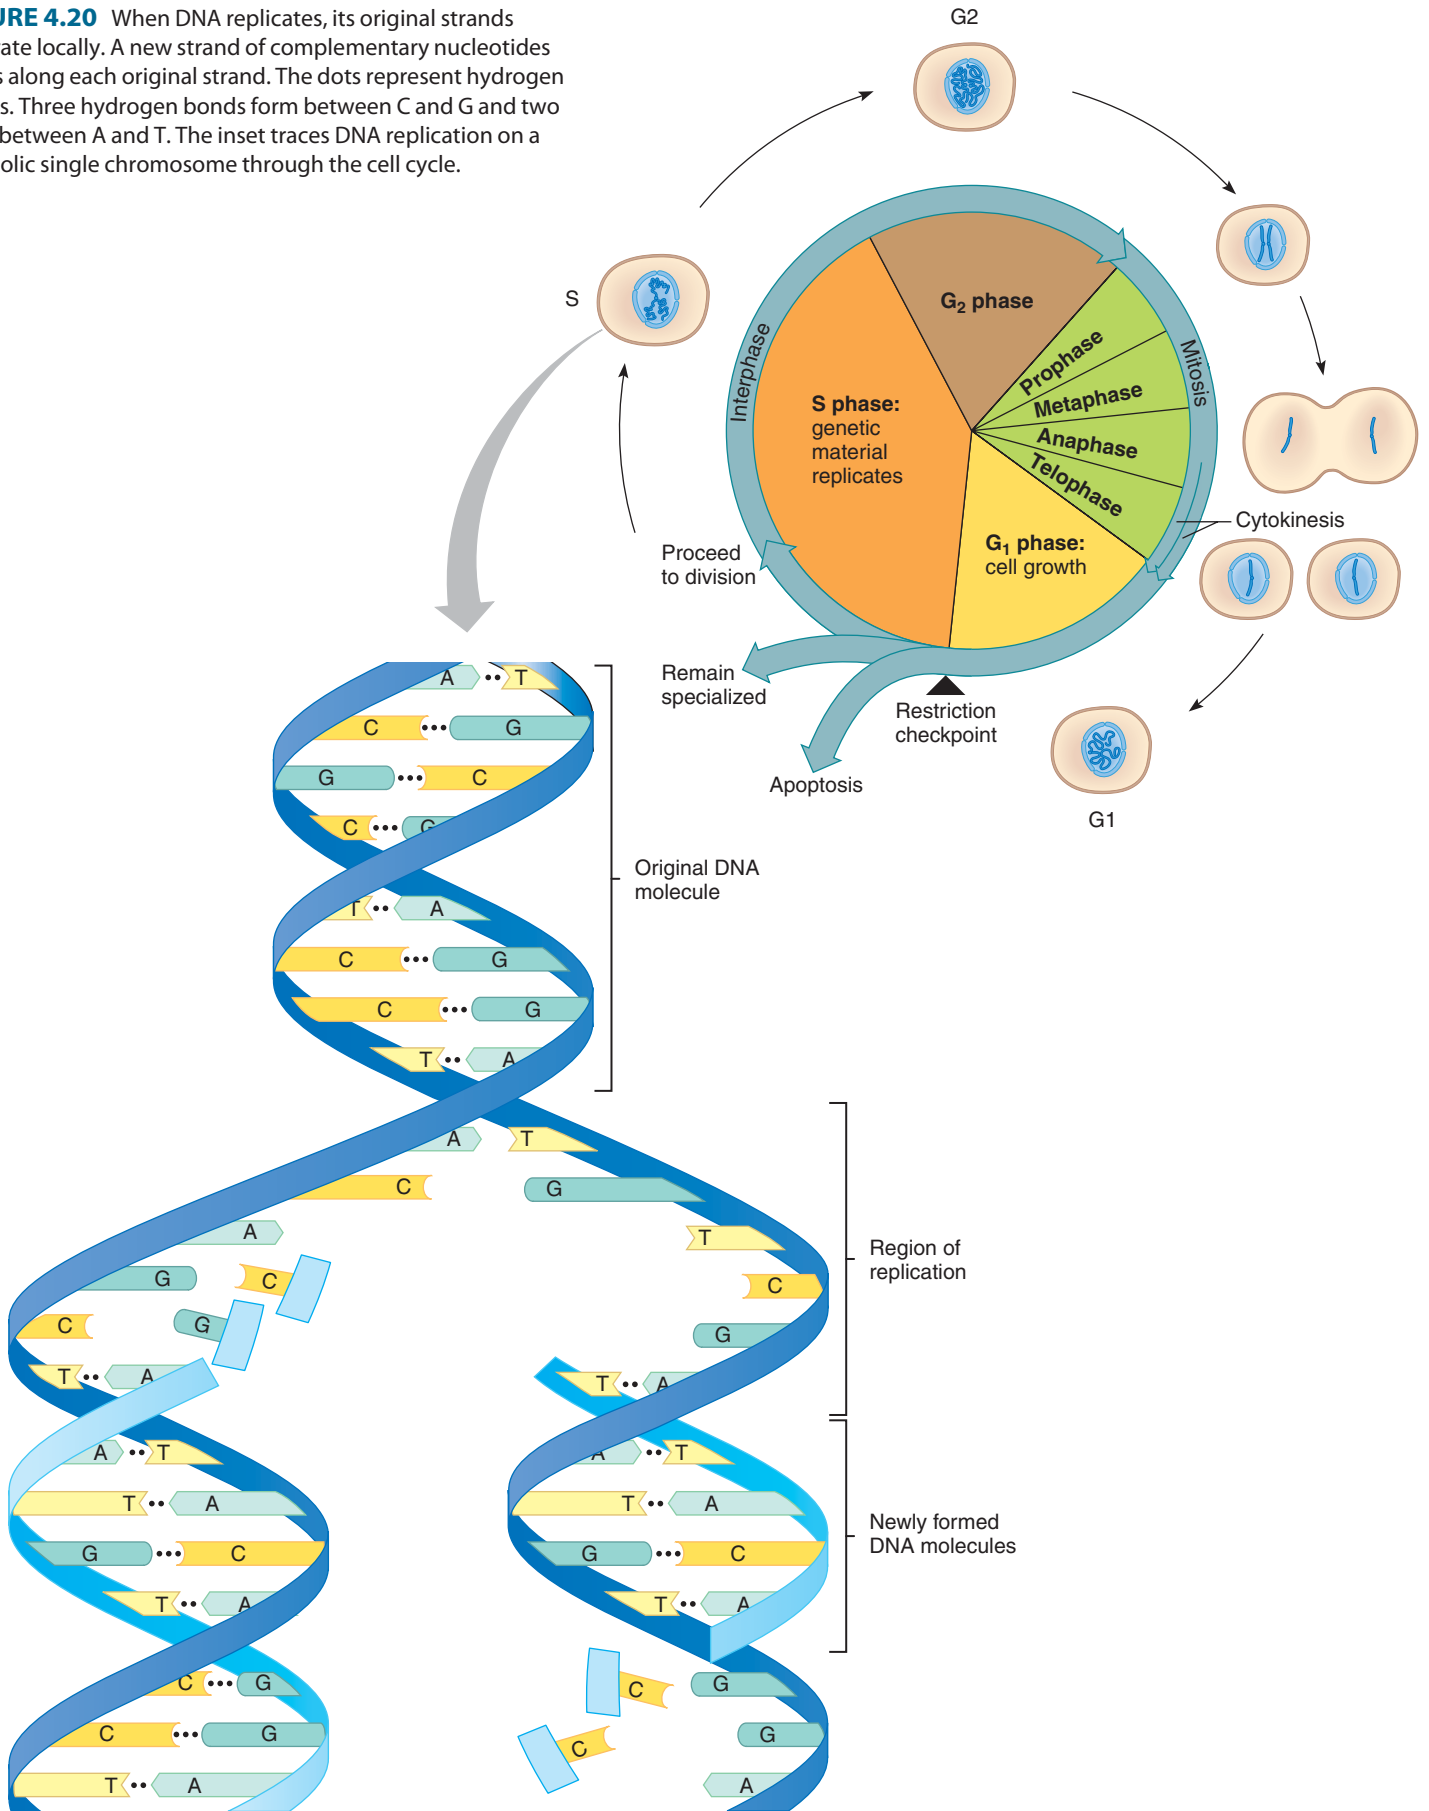 URE 4.20 When DNA replicates, its original strands
rate locally. A new strand of complementary nucleotides
s along each original strand. The dots represent hydrogen
s. Three hydrogen bonds form between C and G and two
between A and T. The inset traces DNA replication on a
olic single chromosome through the cell cycle.
G2
S
Interphase
G2 phase
S phase:
genetic
material
replicates
Prophase
Metaphase
Anaphase
Telophase
Mitosis
Cytokinesis
G1 phase:
cell growth
Proceed
to division
Remain
specialized
Restriction
checkpoint
Apoptosis
G1
A T
C G
G C
C G
Original DNA
molecule
T A
C G
C G
T A
A T
C G
A T
G C C
C G G
T A T A
Region of
replication
A T A T
T A T A
G C G C
T A T A
Newly formed
DNA molecules
C G C G
C G C G
T A A